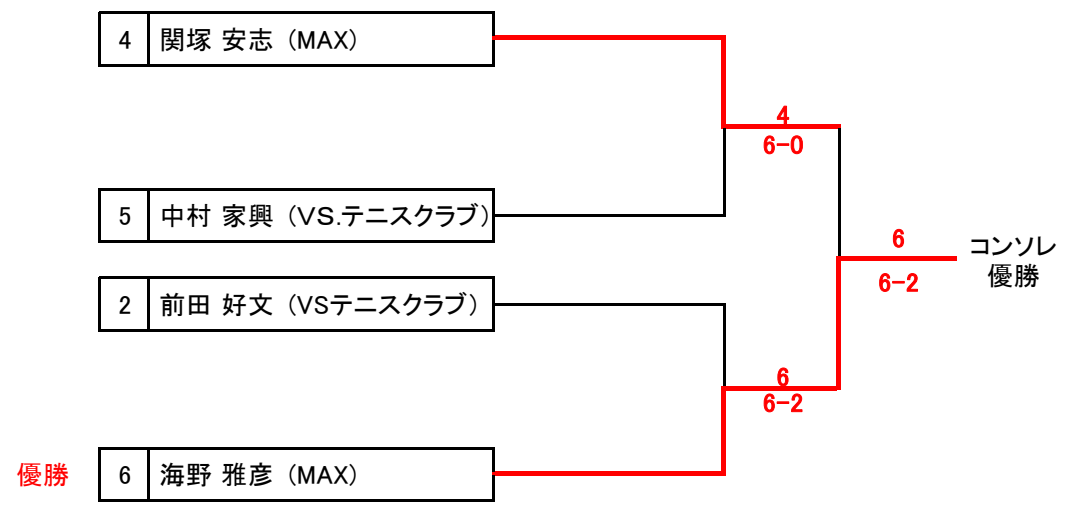 4 関塚 安志 (MAX)
4
6-0
5 中村 家興 (VS.テニスクラブ)
6
6-2
コンソレ
優勝
2 前田 好文 (VSテニスクラブ)
6
6-2
優勝 6 海野 雅彦 (MAX)